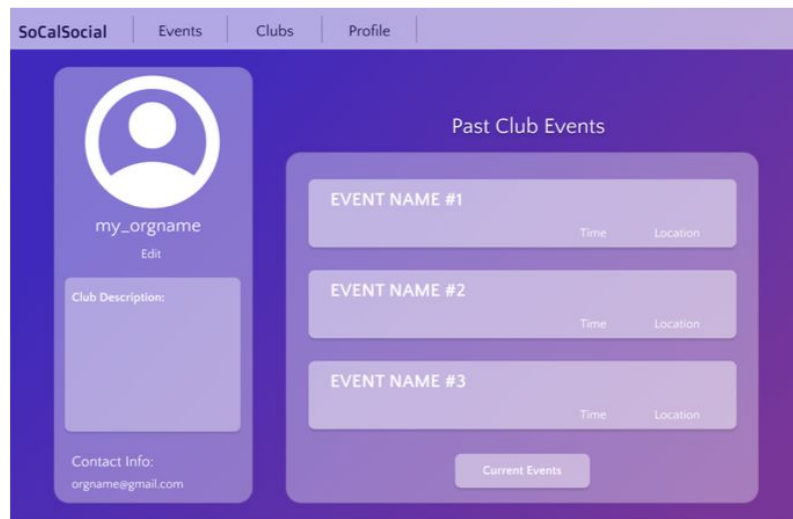 SoCalSocial Events Clubs Profile
my_orgname
Edit
Club Description:
Contact Info:
orgname@gmail.com
Past Club Events
EVENT NAME #1
Time Location
EVENT NAME #2
Time Location
EVENT NAME #3
Time Location
Current Events